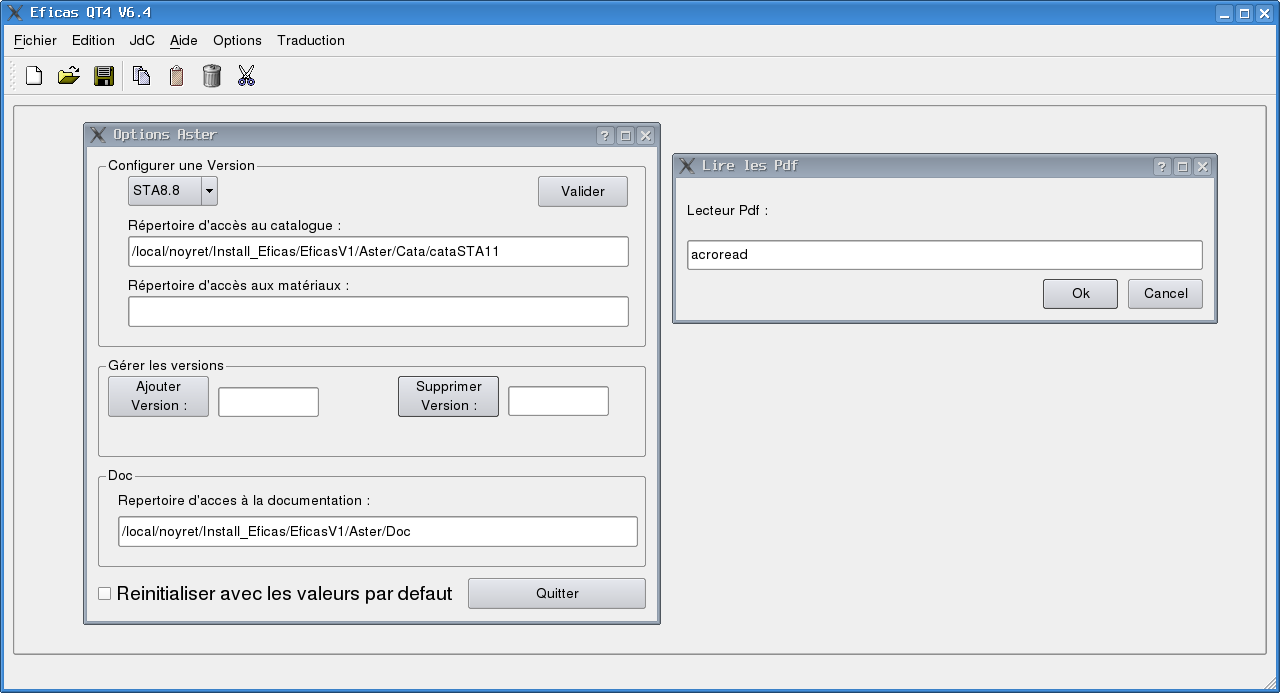 Eficas QT4 V6.4
Fichier Edition JdC Aide Options Traduction
Options Aster
?
Configurer une Version
STA8.8
Valider
Répertoire d'accès au catalogue :
/local/noyret/Install_Eficas/EficasV1/Aster/Cata/cataSTA11
Répertoire d'accès aux matériaux :
Gérer les versions
Ajouter
Version :
Supprimer
Version :
Doc
Repertoire d'acces à la documentation :
/local/noyret/Install_Eficas/EficasV1/Aster/Doc
Reinitialiser avec les valeurs par defaut
Quitter
Lire les Pdf
?
Lecteur Pdf :
acroread
Ok
Cancel